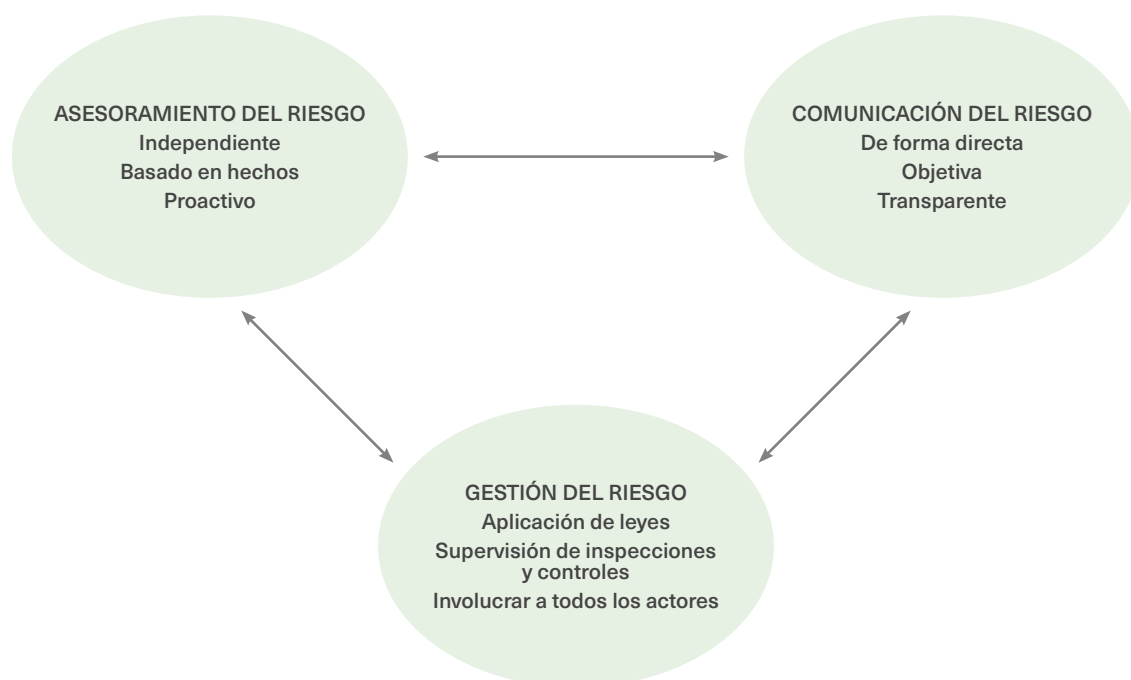 ASESORAMIENTO DEL RIESGO
Independiente
Basado en hechos
Proactivo
COMUNICACIÓN DEL RIESGO
De forma directa
Objetiva
Transparente
GESTIÓN DEL RIESGO
Aplicación de leyes
Supervisión de inspecciones
y controles
Involucrar a todos los actores